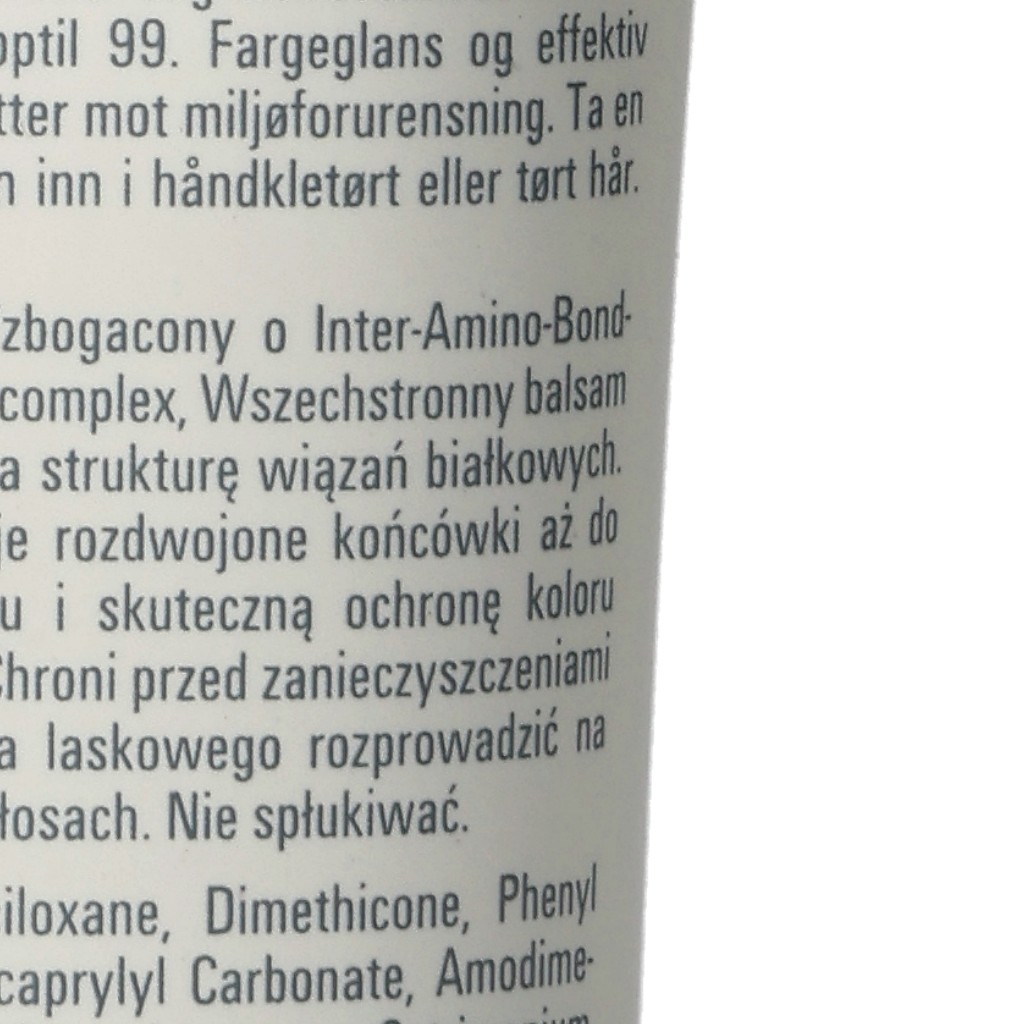 optil 99. Fargeglans og effektiv
tter mot miljøforurensning. Ta en
n inn i håndkletørt eller tørt hår.
zbogacony o Inter-Amino-Bond-
complex, Wszechstronny balsam
a strukturę wiązań białkowych.
je rozdwojone końcówki aż do
u i skuteczną ochronę koloru
Chroni przed zanieczyszczeniami
a laskowego rozprowadzić na
łosach. Nie spłukiwać.
iloxane, Dimethicone, Phenyl
caprylyl Carbonate, Amodime-